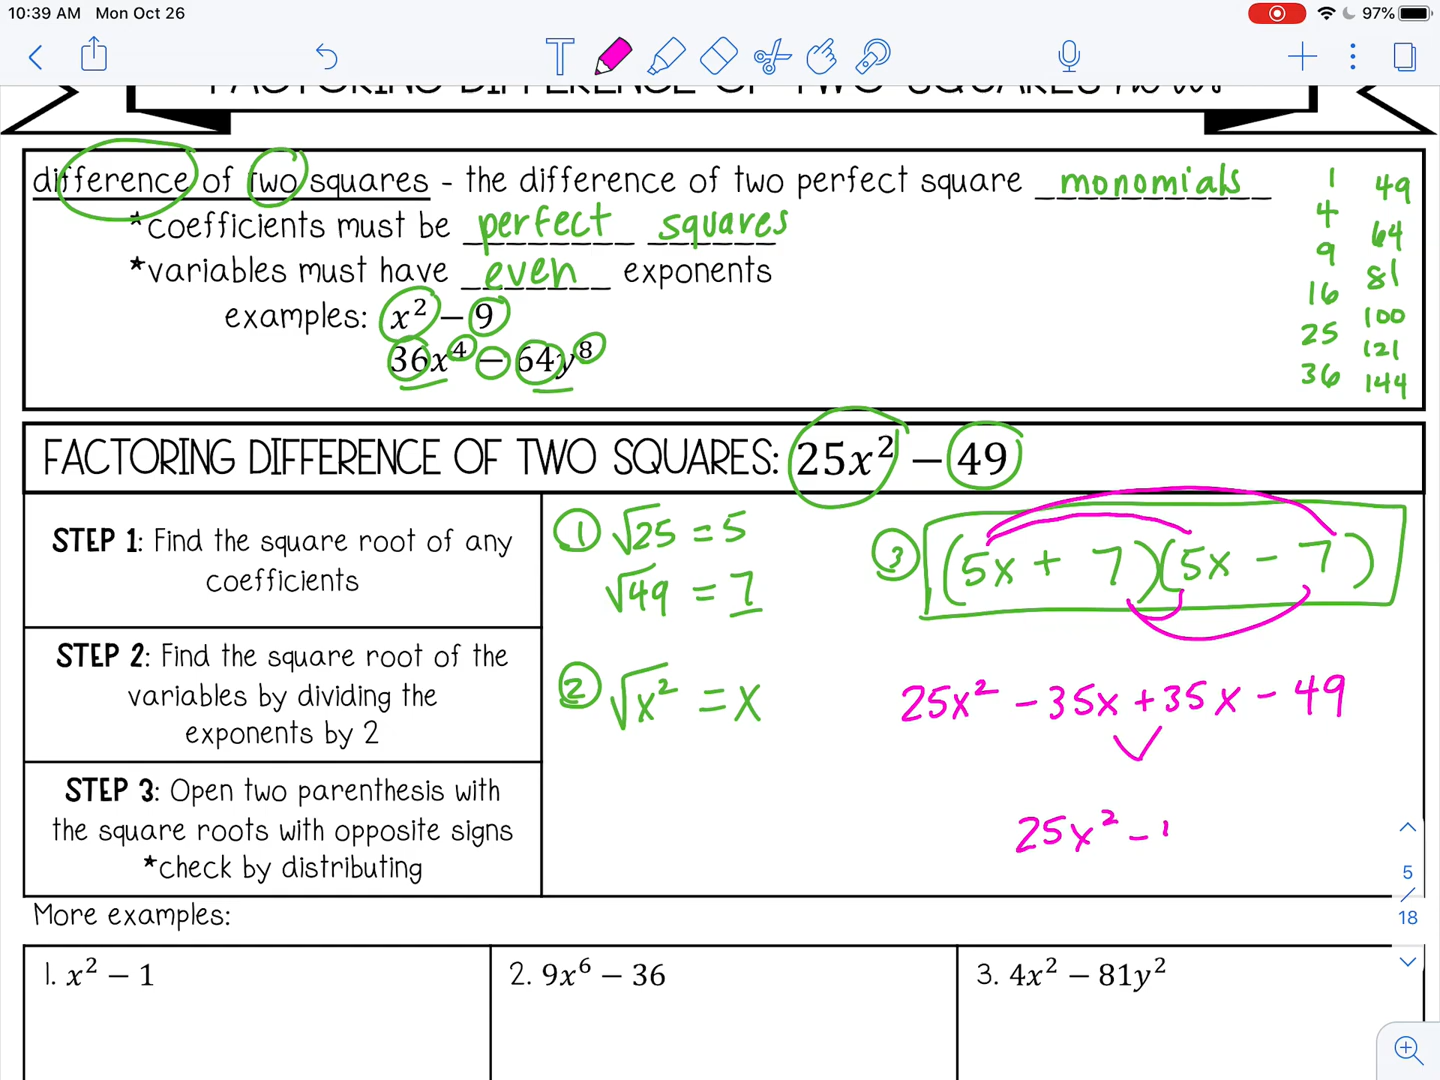 10:39 AM Mon Oct 26
97%
FACTORING DIFFERENCE OF TWO SQUARES
difference of two squares - the difference of two perfect square monomials
*coefficients must be perfect squares
*variables must have even exponents
examples: x² − 9
36x⁴ − 64y⁸
1 49
4 64
9 81
16 100
25 121
36 144
FACTORING DIFFERENCE OF TWO SQUARES: 25x² − 49
STEP 1: Find the square root of any
coefficients
① √25 = 5
√49 = 7
③ (5x + 7)(5x − 7)
STEP 2: Find the square root of the
variables by dividing the
exponents by 2
② √x² = x
25x² − 35x + 35x − 49
STEP 3: Open two parenthesis with
the square roots with opposite signs
*check by distributing
25x² −
5
/
18
More examples:
1. x² − 1
2. 9x⁶ − 36
3. 4x² − 81y²